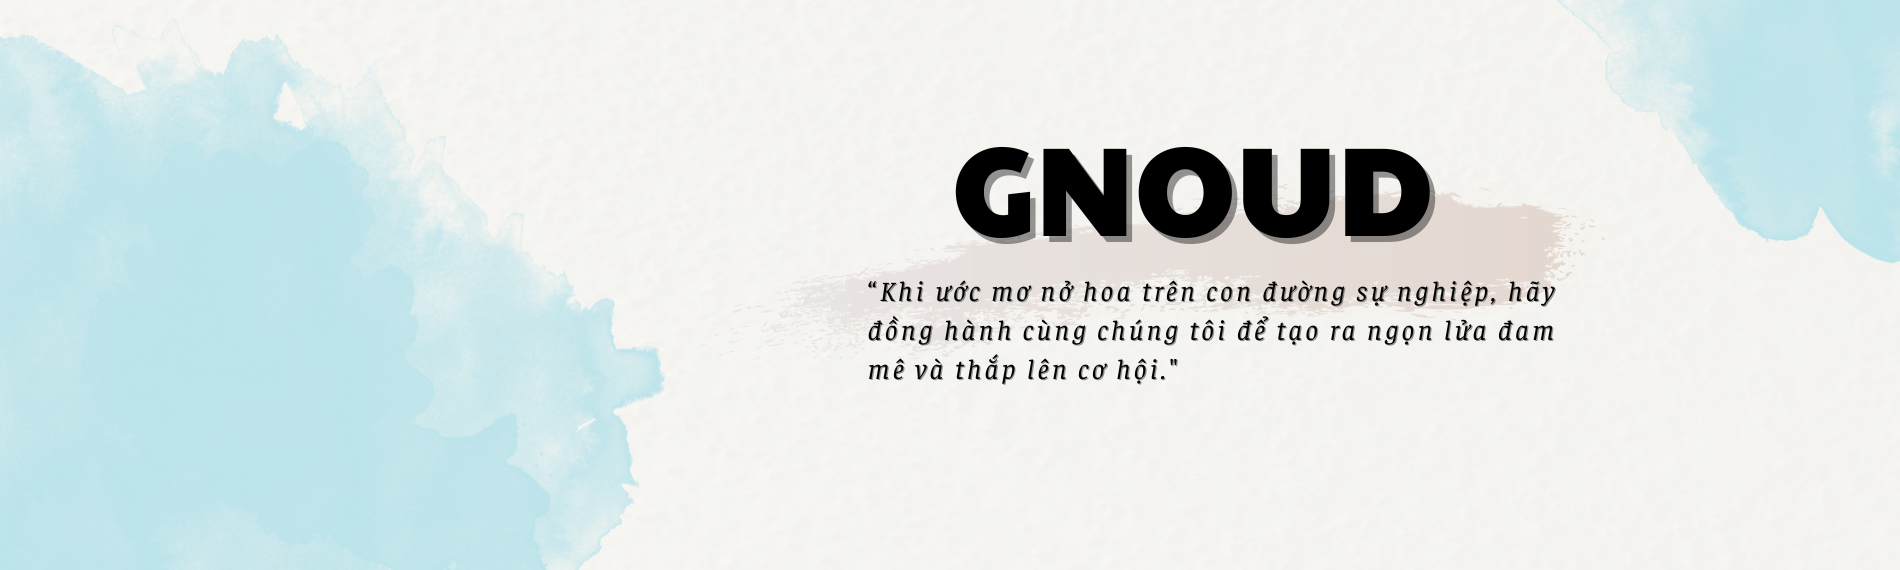 GNOUD
“Khi ước mơ nở hoa trên con đường sự nghiệp, hãy
đồng hành cùng chúng tôi để tạo ra ngọn lửa đam
mê và thắp lên cơ hội."